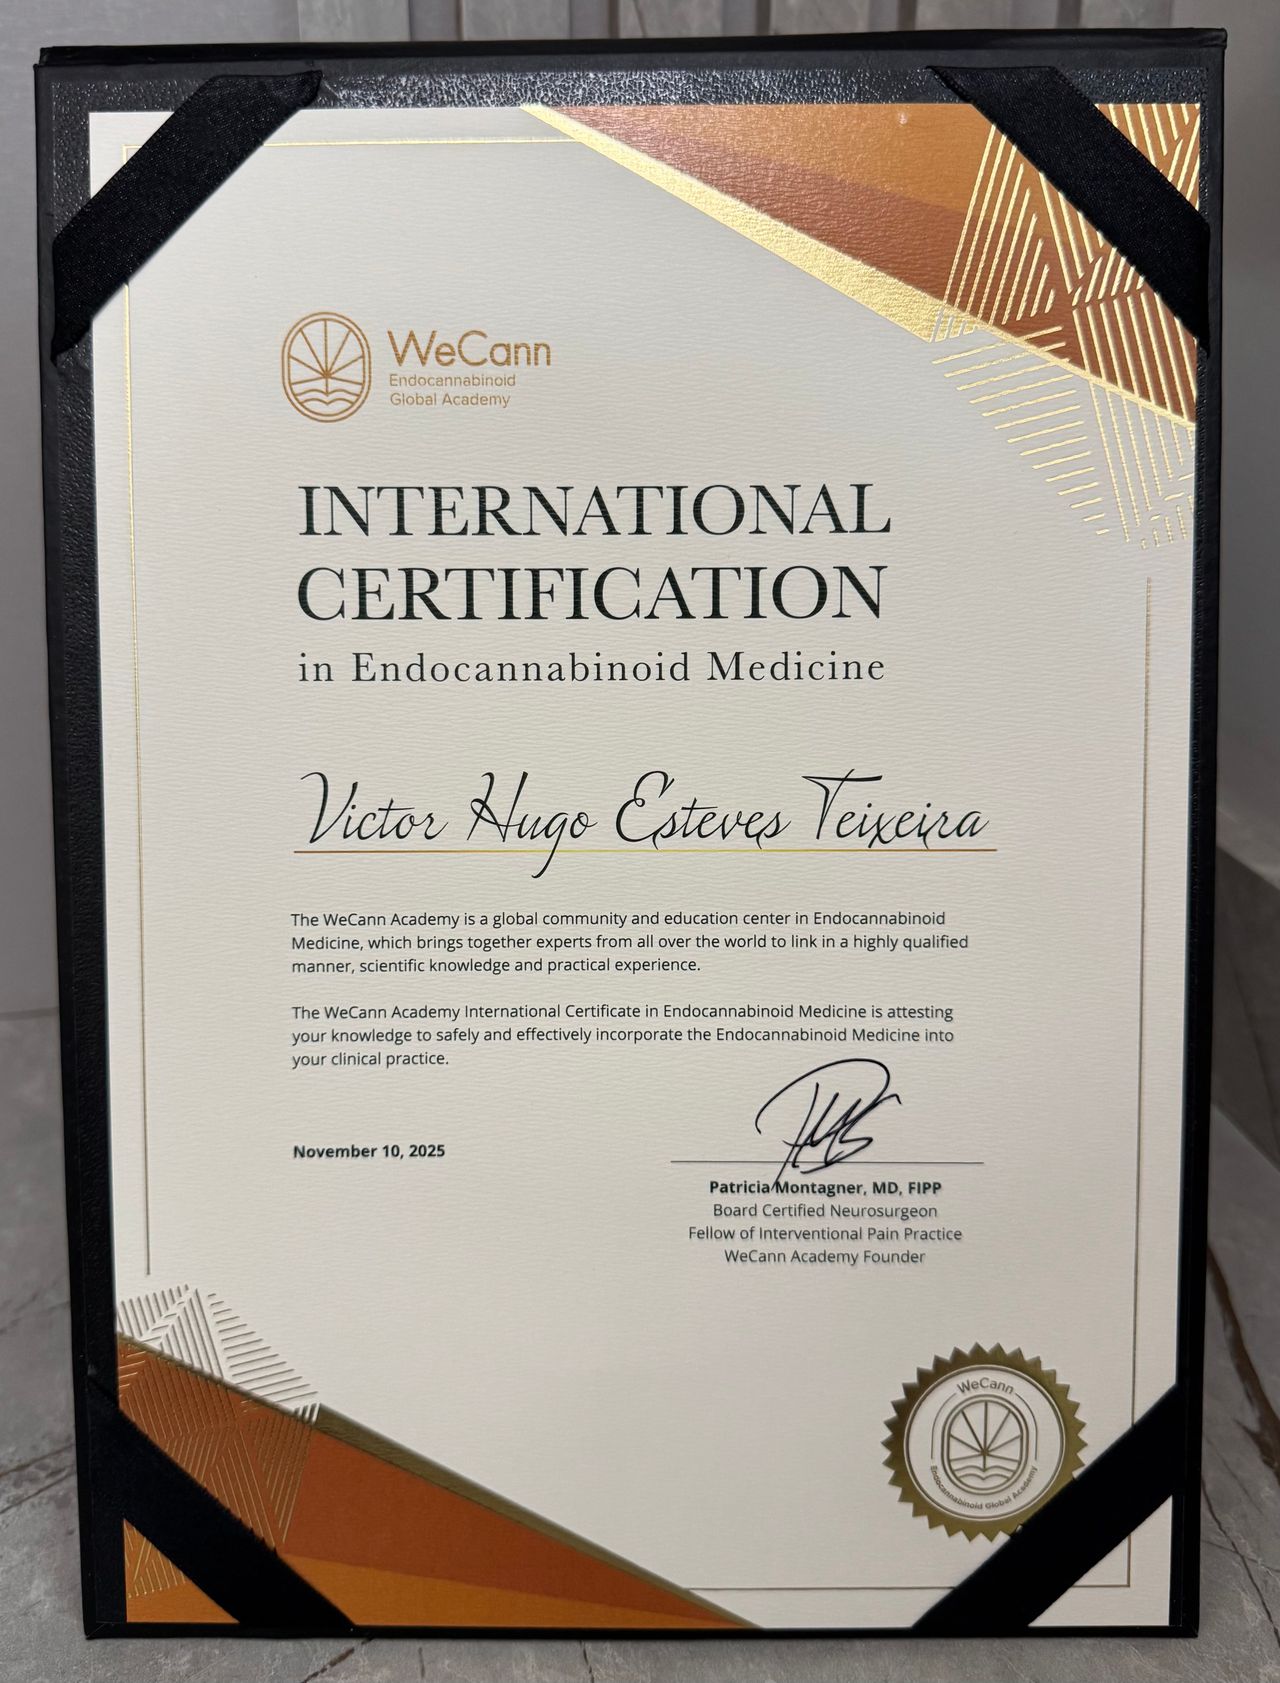 WeCann
Endocannabinoid
Global Academy
INTERNATIONAL
CERTIFICATION
in Endocannabinoid Medicine
Victor Hugo Esteves Teixeira
The WeCann Academy is a global community and education center in Endocannabinoid
Medicine, which brings together experts from all over the world to link in a highly qualified
manner, scientific knowledge and practical experience.
The WeCann Academy International Certificate in Endocannabinoid Medicine is attesting
your knowledge to safely and effectively incorporate the Endocannabinoid Medicine into
your clinical practice.
November 10, 2025
Patricia Montagner, MD, FIPP
Board Certified Neurosurgeon
Fellow of Interventional Pain Practice
WeCann Academy Founder
WeCann
Endocannabinoid Global Academy